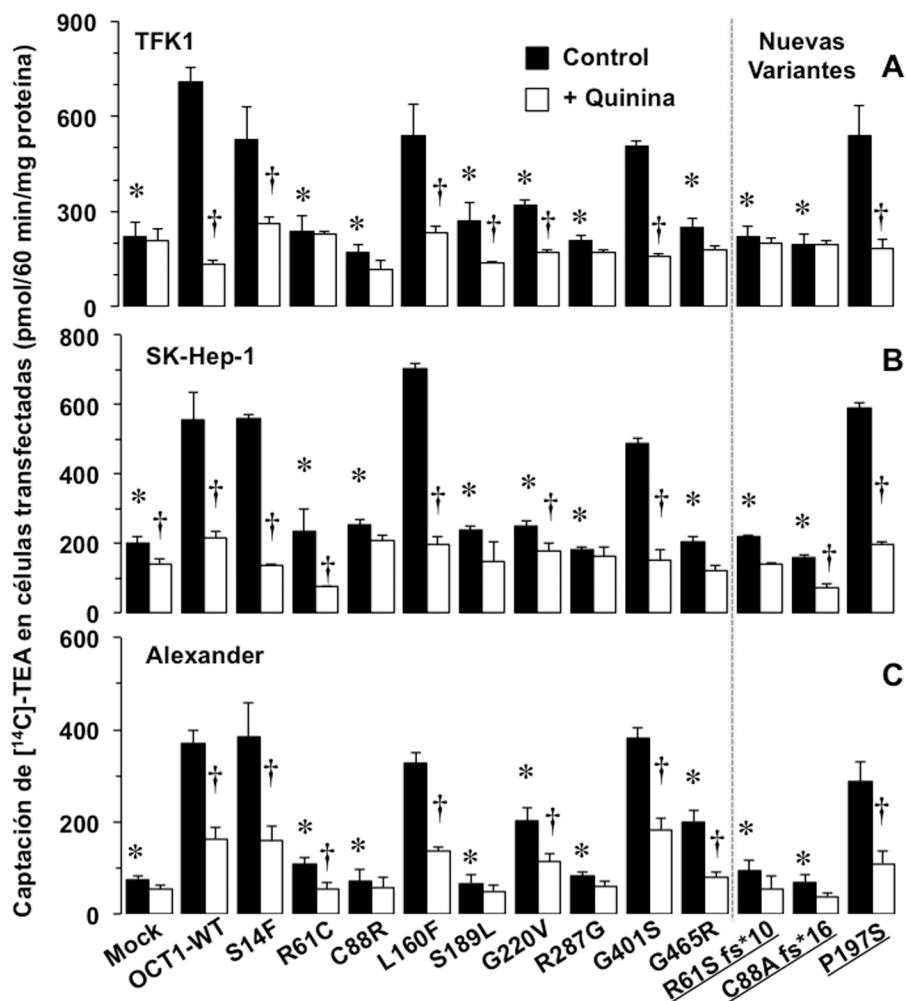 Captación de [¹⁴C]-TEA en células transfectadas (pmol/60 min/mg proteína)
900
600
300
0
TFK1
Control
+ Quinina
Nuevas
Variantes
A
* † † * * † * † * † * † * * * †
800
600
400
200
0
SK-Hep-1
B
* † † † * † * † * * † * † * * † * †
600
400
200
0
Alexander
C
* † † * † * † * * † * † * † * * †
Mock
OCT1-WT
S14F
R61C
C88R
L160F
S189L
G220V
R287G
G401S
G465R
R61S fs*10
C88A fs*16
P197S